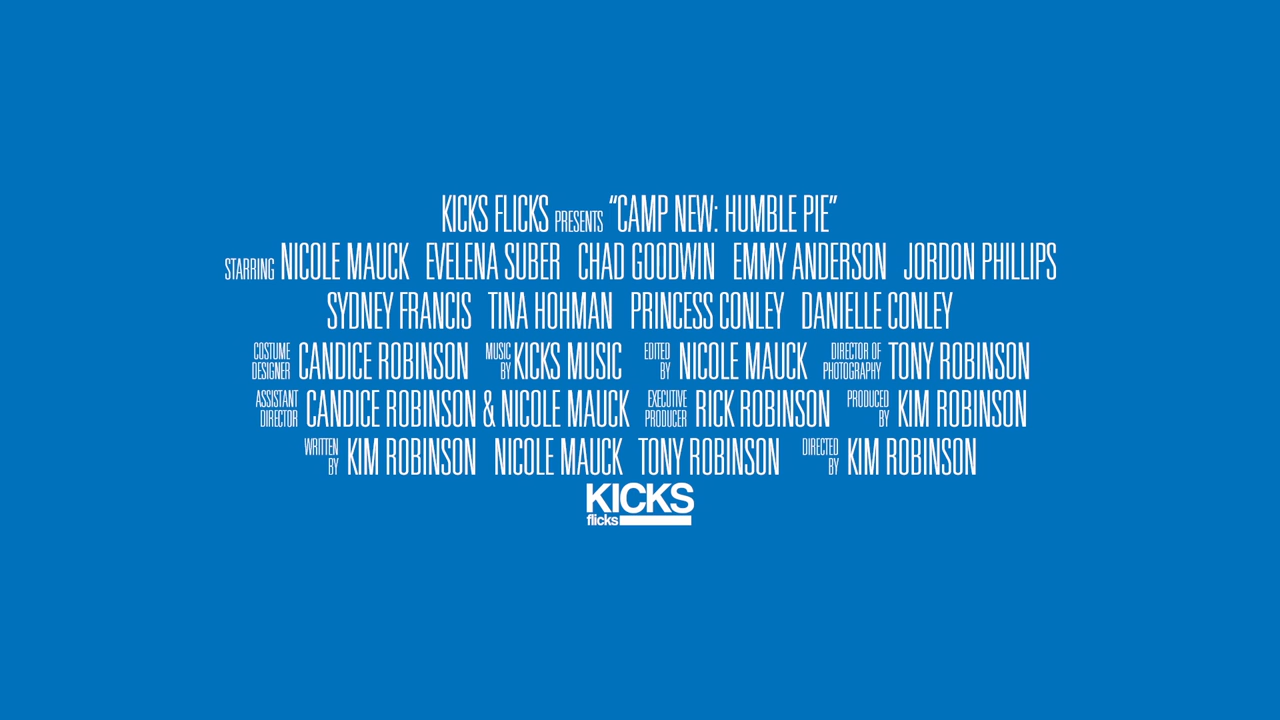 KICKS FLICKS PRESENTS “CAMP NEW: HUMBLE PIE”
STARRING NICOLE MAUCK EVELENA SUBER CHAD GOODWIN EMMY ANDERSON JORDON PHILLIPS
SYDNEY FRANCIS TINA HOHMAN PRINCESS CONLEY DANIELLE CONLEY
COSTUME DESIGNER CANDICE ROBINSON MUSIC BY KICKS MUSIC EDITED BY NICOLE MAUCK DIRECTOR OF PHOTOGRAPHY TONY ROBINSON
ASSISTANT DIRECTOR CANDICE ROBINSON & NICOLE MAUCK EXECUTIVE PRODUCER RICK ROBINSON PRODUCED BY KIM ROBINSON
WRITTEN BY KIM ROBINSON NICOLE MAUCK TONY ROBINSON DIRECTED BY KIM ROBINSON
KICKS
flicks